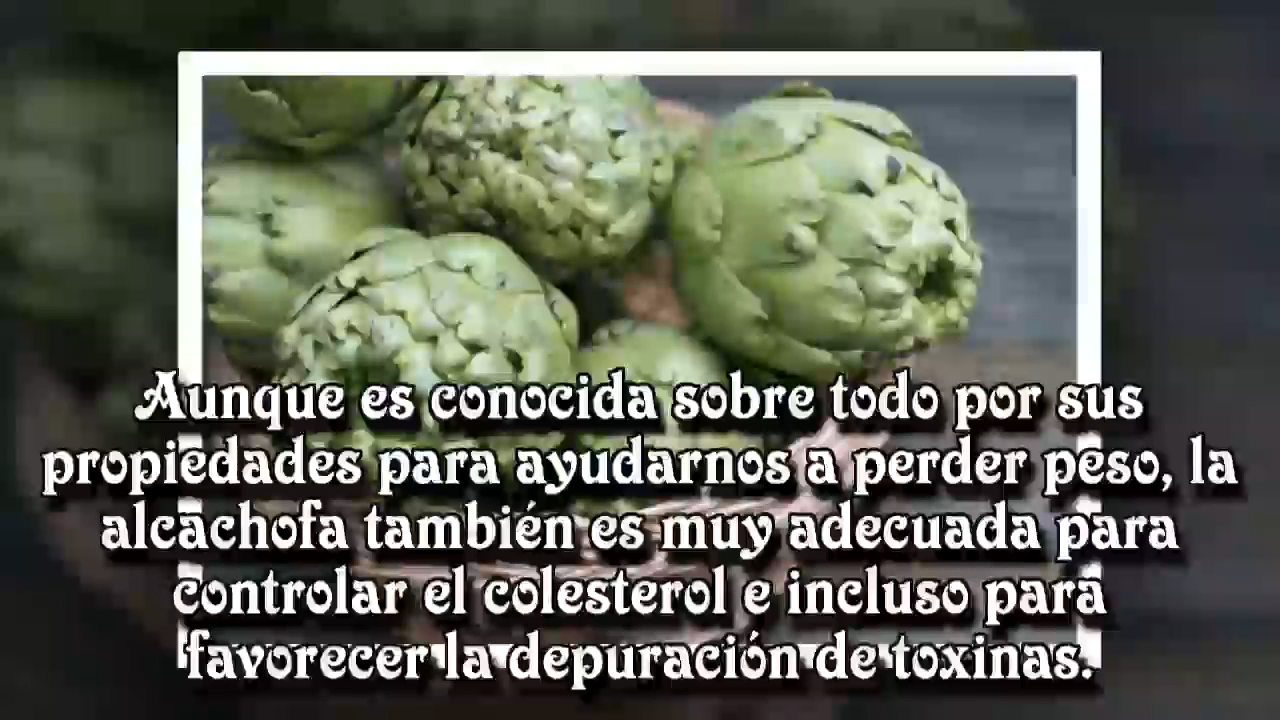 Aunque es conocida sobre todo por sus
propiedades para ayudarnos a perder peso, la
alcachofa también es muy adecuada para
controlar el colesterol e incluso para
favorecer la depuración de toxinas.